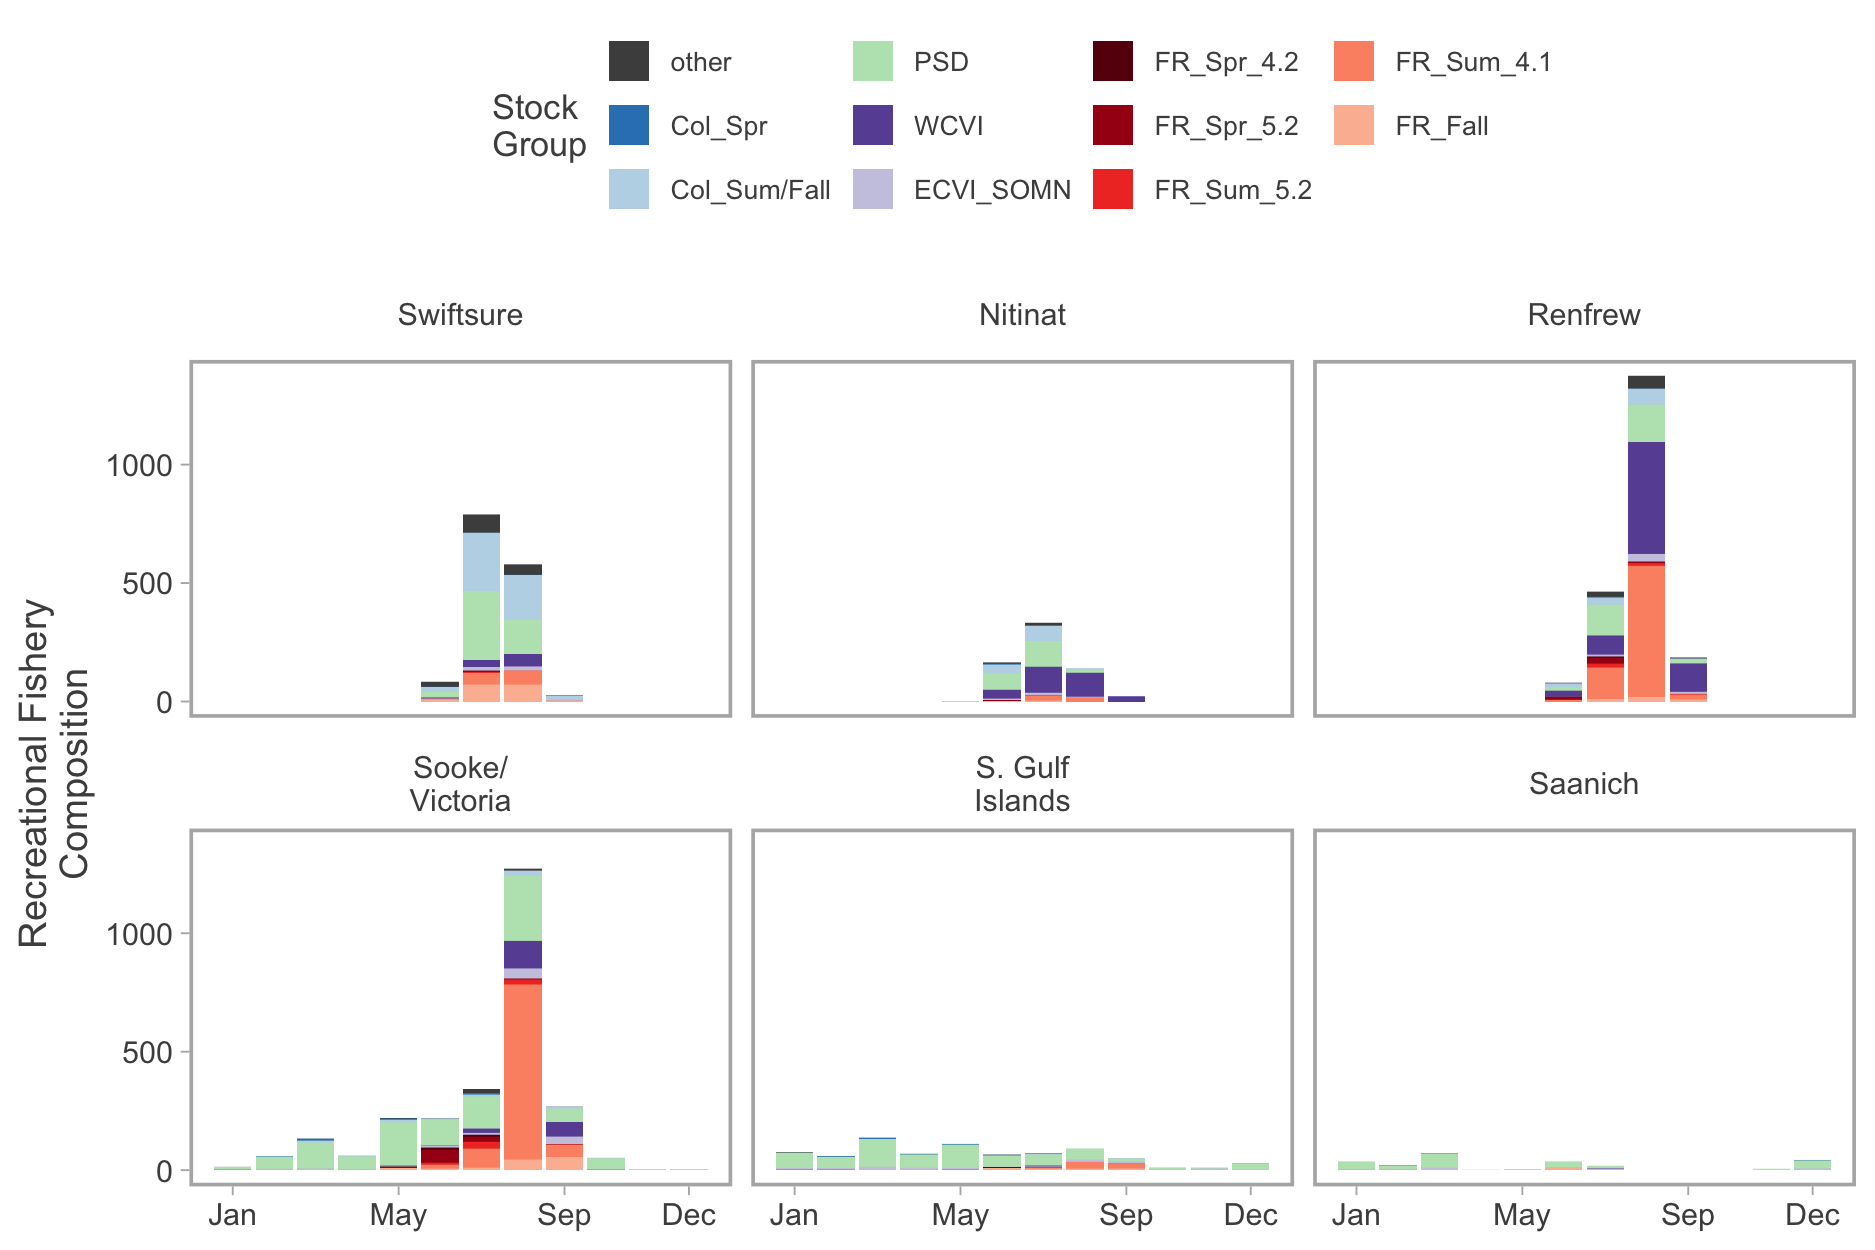 Stock
Group
other
Col_Spr
Col_Sum/Fall
PSD
WCVI
ECVI_SOMN
FR_Spr_4.2
FR_Spr_5.2
FR_Sum_5.2
FR_Sum_4.1
FR_Fall
Recreational Fishery
Composition
Swiftsure
Nitinat
Renfrew
1000
500
0
Sooke/
Victoria
S. Gulf
Islands
Saanich
1000
500
0
Jan May Sep Dec
Jan May Sep Dec
Jan May Sep Dec